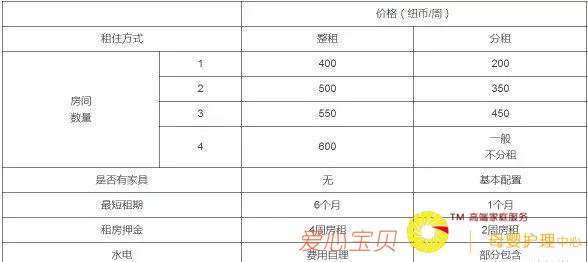 价格（纽币/周）
租住方式 整租 分租
房间数量 1 400 200
2 500 350
3 550 450
4 600 一般不分租
是否有家具 无 基本配置
最短租期 6个月 1个月
TM 高端家庭服务
租房押金 4周房租 2周房租
爱心宝贝 母婴护理中心
水电 费用自理 部分包含